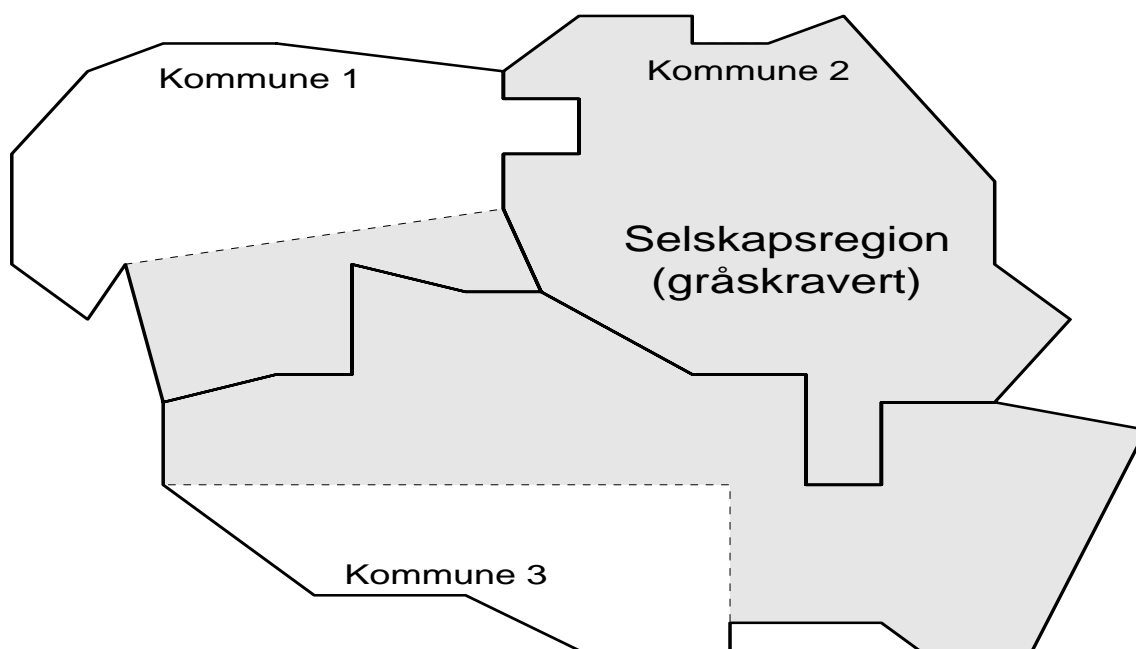 Kommune 1
Kommune 2
Selskapsregion
(gråskravert)
Kommune 3